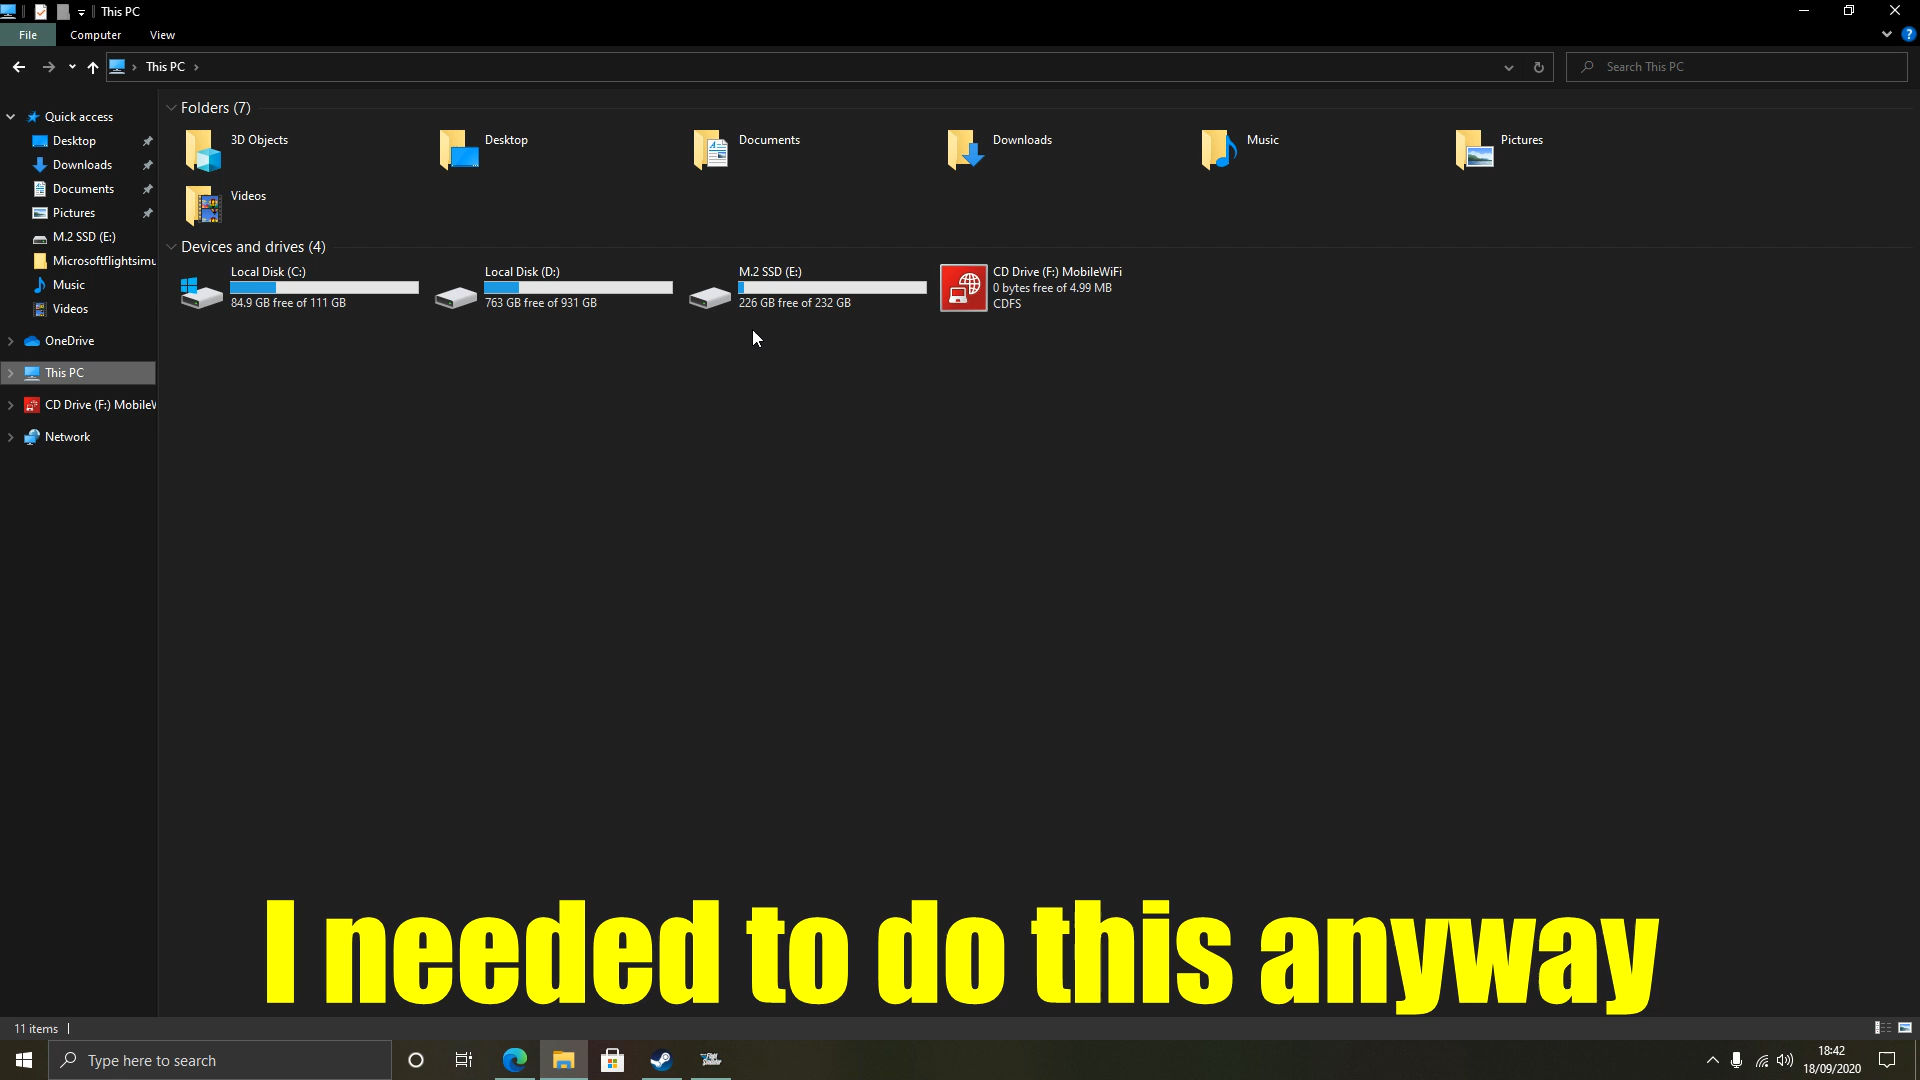 This PC
File Computer View
This PC
Search This PC
Quick access
Desktop
Downloads
Documents
Pictures
M.2 SSD (E:)
Microsoftflightsimu
Music
Videos
OneDrive
This PC
CD Drive (F:) MobileW
Network
Folders (7)
3D Objects
Desktop
Documents
Downloads
Music
Pictures
Videos
Devices and drives (4)
Local Disk (C:)
84.9 GB free of 111 GB
Local Disk (D:)
763 GB free of 931 GB
M.2 SSD (E:)
226 GB free of 232 GB
CD Drive (F:) MobileWiFi
0 bytes free of 4.99 MB
CDFS
I needed to do this anyway
11 items
Type here to search
18:42
18/09/2020